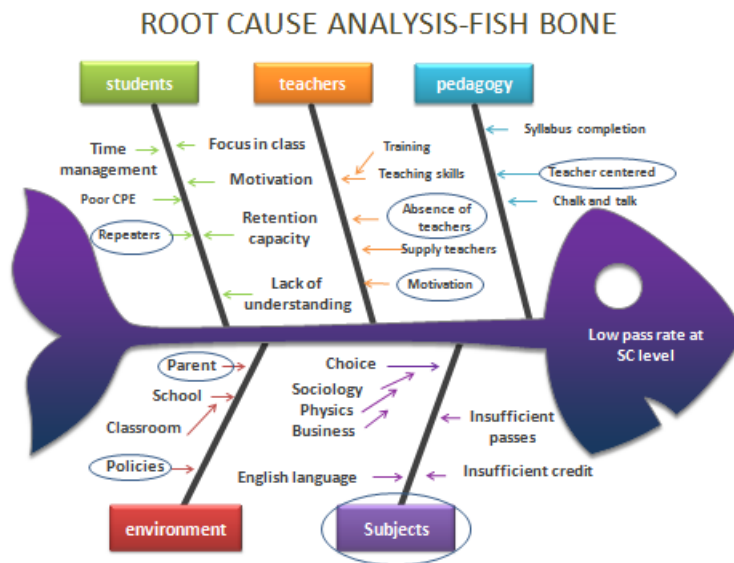 ROOT CAUSE ANALYSIS-FISH BONE
students
teachers
pedagogy
Time
management
Poor CPE
Repeaters
Focus in class
Motivation
Retention
capacity
Lack of
understanding
Training
Teaching skills
Absence of
teachers
Supply teachers
Motivation
Syllabus completion
Teacher centered
Chalk and talk
Low pass rate at
SC level
Parent
School
Classroom
Policies
Choice
Sociology
Physics
Business
English language
Insufficient
passes
Insufficient credit
environment
Subjects